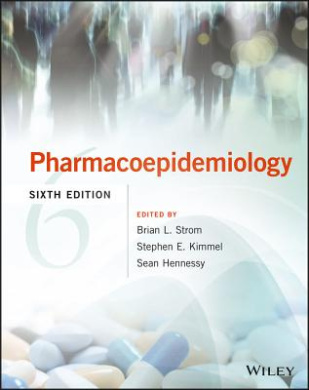 Pharmacoepidemiology
SIXTH EDITION
6
EDITED BY
Brian L. Strom
Stephen E. Kimmel
Sean Hennessy
WILEY